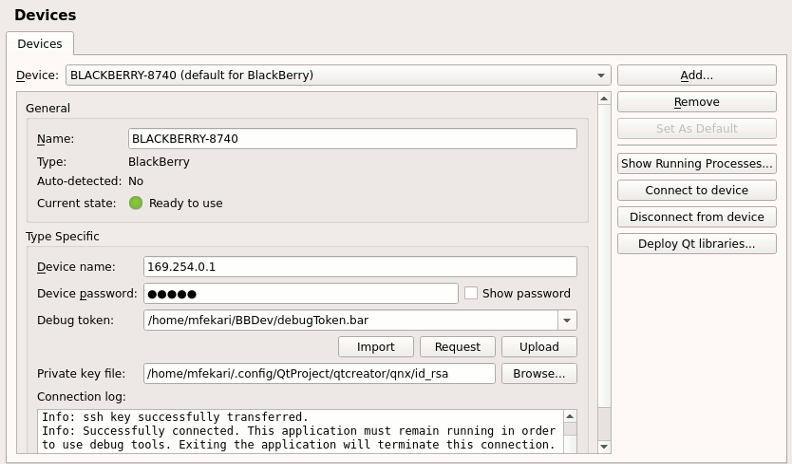 Devices
Devices
Device: BLACKBERRY-8740 (default for BlackBerry)
Add...
Remove
Set As Default
Show Running Processes...
Connect to device
Disconnect from device
Deploy Qt libraries...
General
Name: BLACKBERRY-8740
Type: BlackBerry
Auto-detected: No
Current state: Ready to use
Type Specific
Device name: 169.254.0.1
Device password: ●●●●● Show password
Debug token: /home/mfekari/BBDev/debugToken.bar
Import Request Upload
Private key file: /home/mfekari/.config/QtProject/qtcreator/qnx/id_rsa Browse...
Connection log:
Info: ssh key successfully transferred.
Info: Successfully connected. This application must remain running in order
to use debug tools. Exiting the application will terminate this connection.